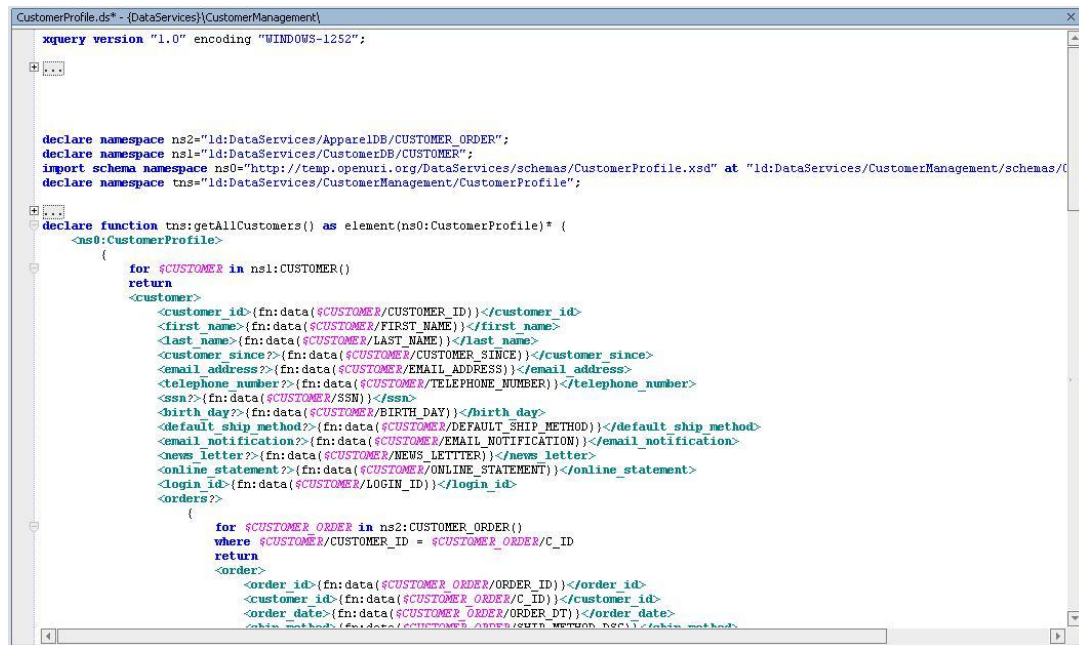 CustomerProfile.ds* - {DataServices}\CustomerManagement\
xquery version "1.0" encoding "WINDOWS-1252";
...
declare namespace ns2="ld:DataServices/ApparelDB/CUSTOMER_ORDER";
declare namespace ns1="ld:DataServices/CustomerDB/CUSTOMER";
import schema namespace ns0="http://temp.openuri.org/DataServices/schemas/CustomerProfile.xsd" at "ld:DataServices/CustomerManagement/schemas/
declare namespace tns="ld:DataServices/CustomerManagement/CustomerProfile";
...
declare function tns:getAllCustomers() as element(ns0:CustomerProfile)* {
<ns0:CustomerProfile>
{
for $CUSTOMER in ns1:CUSTOMER()
return
<customer>
<customer_id>{fn:data($CUSTOMER/CUSTOMER_ID)}</customer_id>
<first_name>{fn:data($CUSTOMER/FIRST_NAME)}</first_name>
<last_name>{fn:data($CUSTOMER/LAST_NAME)}</last_name>
<customer_since?>{fn:data($CUSTOMER/CUSTOMER_SINCE)}</customer_since>
<email_address?>{fn:data($CUSTOMER/EMAIL_ADDRESS)}</email_address>
<telephone_number?>{fn:data($CUSTOMER/TELEPHONE_NUMBER)}</telephone_number>
<ssn?>{fn:data($CUSTOMER/SSN)}</ssn>
<birth_day?>{fn:data($CUSTOMER/BIRTH_DAY)}</birth_day>
<default_ship_method?>{fn:data($CUSTOMER/DEFAULT_SHIP_METHOD)}</default_ship_method>
<email_notification?>{fn:data($CUSTOMER/EMAIL_NOTIFICATION)}</email_notification>
<news_letter?>{fn:data($CUSTOMER/NEWS_LETTTER)}</news_letter>
<online_statement?>{fn:data($CUSTOMER/ONLINE_STATEMENT)}</online_statement>
<login_id>{fn:data($CUSTOMER/LOGIN_ID)}</login_id>
<orders?>
{
for $CUSTOMER_ORDER in ns2:CUSTOMER_ORDER()
where $CUSTOMER/CUSTOMER_ID = $CUSTOMER_ORDER/C_ID
return
<order>
<order_id>{fn:data($CUSTOMER_ORDER/ORDER_ID)}</order_id>
<customer_id>{fn:data($CUSTOMER_ORDER/C_ID)}</customer_id>
<order_date>{fn:data($CUSTOMER_ORDER/ORDER_DT)}</order_date>
<ship_method>{fn:data($CUSTOMER_ORDER/SHIP_METHOD_DSC)}</ship_method>